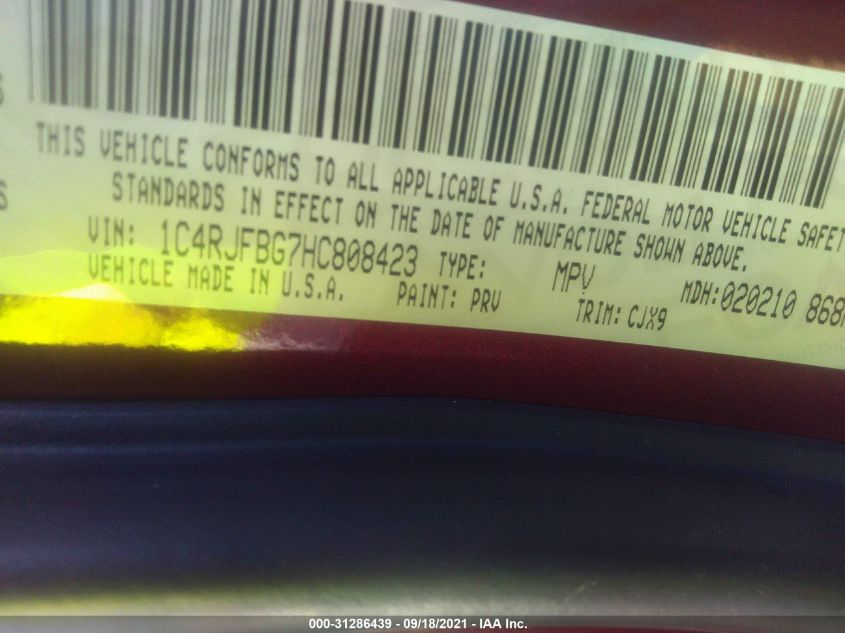 THIS VEHICLE CONFORMS TO ALL APPLICABLE U.S.A. FEDERAL MOTOR VEHICLE SAFET
STANDARDS IN EFFECT ON THE DATE OF MANUFACTURE SHOWN ABOVE.
VIN: 1C4RJFBG7HC808423 TYPE: MPV MDH: 020210 868
VEHICLE MADE IN U.S.A. PAINT: PRV TRIM: CJX9
000-31286439 - 09/18/2021 - IAA Inc.